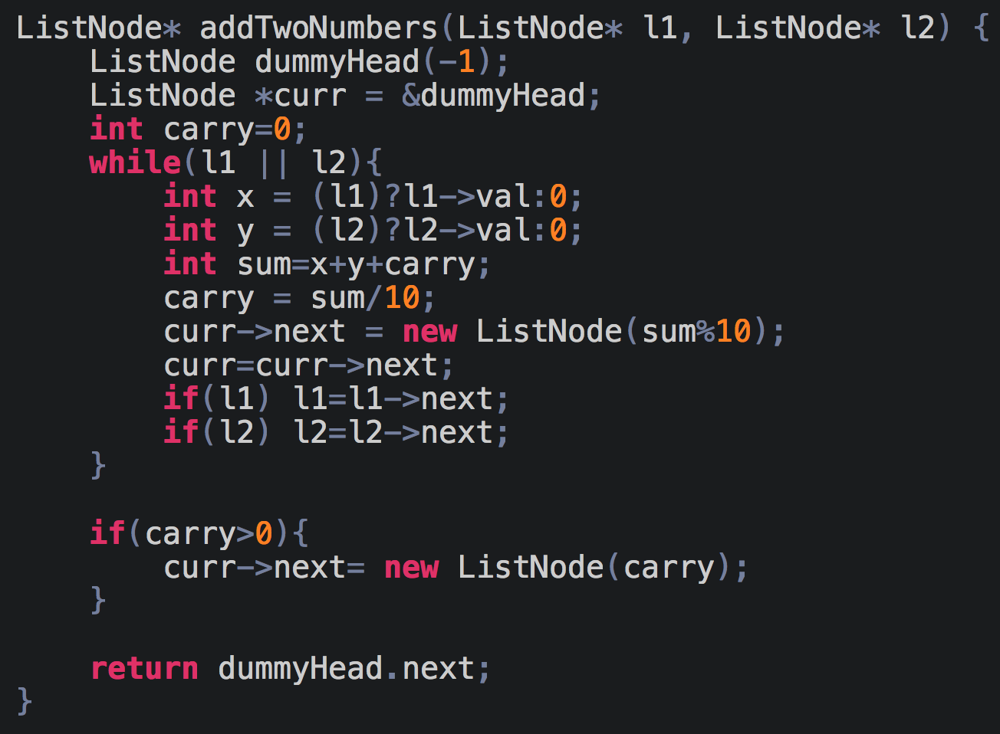 ListNode* addTwoNumbers(ListNode* l1, ListNode* l2) {
    ListNode dummyHead(-1);
    ListNode *curr = &dummyHead;
    int carry=0;
    while(l1 || l2){
        int x = (l1)?l1->val:0;
        int y = (l2)?l2->val:0;
        int sum=x+y+carry;
        carry = sum/10;
        curr->next = new ListNode(sum%10);
        curr=curr->next;
        if(l1) l1=l1->next;
        if(l2) l2=l2->next;
    }

    if(carry>0){
        curr->next= new ListNode(carry);
    }

    return dummyHead.next;
}